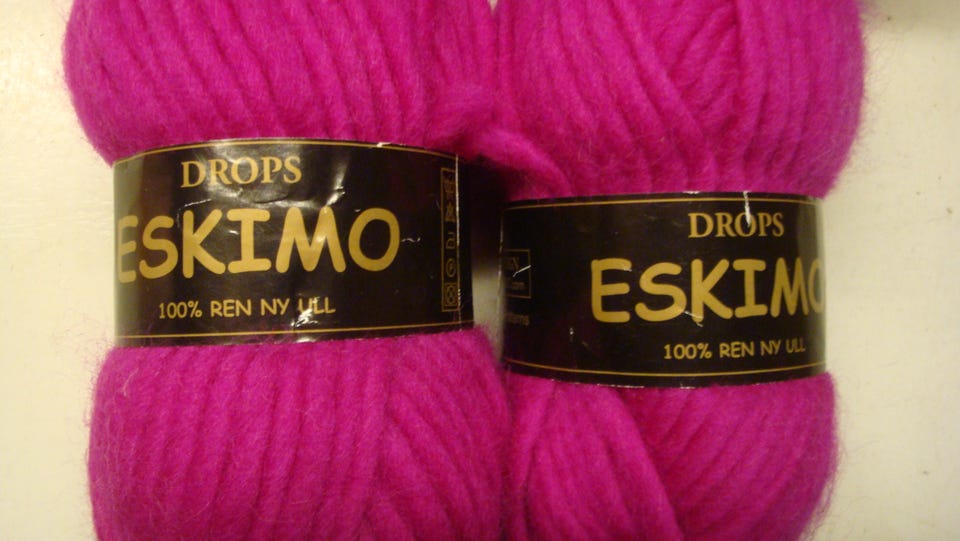 DROPS
ESKIMO
100% REN NY ULL
DROPS
ESKIMO
100% REN NY ULL